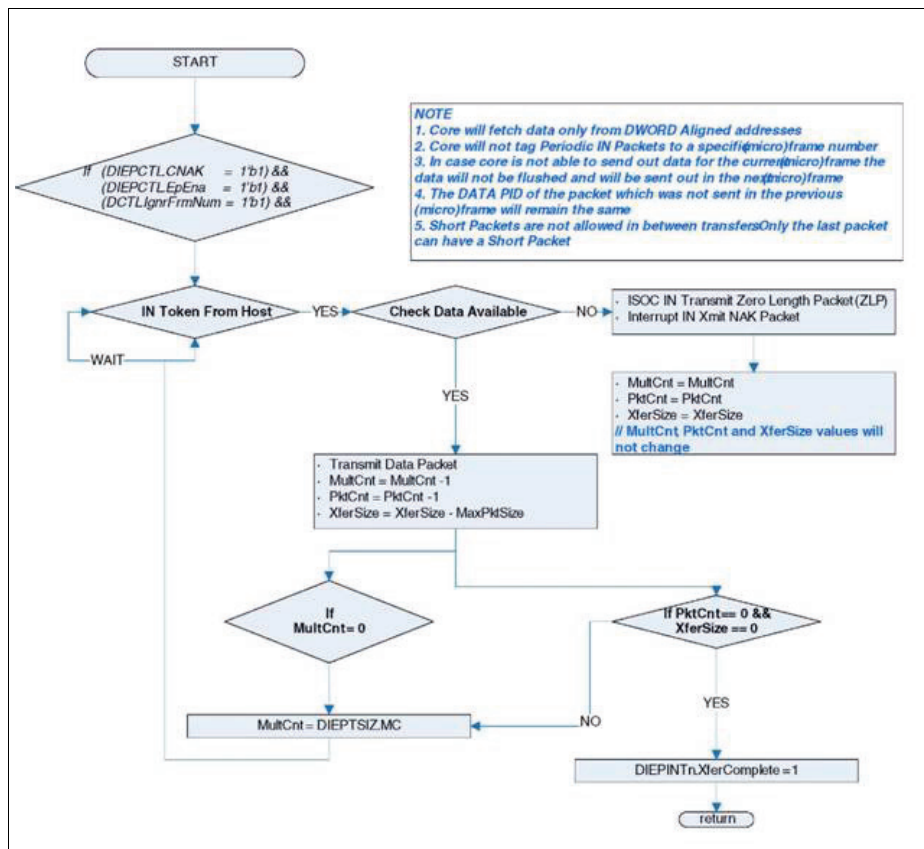 START
If (DIEPCTL.CNAK = 1'b1) &&
(DIEPCTL.EpEna = 1'b1) &&
(DCTL.IgnrFrmNum = 1'b1) &&
NOTE
1. Core will fetch data only from DWORD Aligned addresses
2. Core will not tag Periodic IN Packets to a specific(micro)frame number
3. In case core is not able to send out data for the current(micro)frame the
data will not be flushed and will be sent out in the next(micro)frame
4. The DATA PID of the packet which was not sent in the previous
(micro)frame will remain the same
5. Short Packets are not allowed in between transfersOnly the last packet
can have a Short Packet
IN Token From Host
YES
Check Data Available
NO
· ISOC IN Transmit Zero Length Packet(ZLP)
· Interrupt IN Xmit NAK Packet
WAIT
YES
· MultCnt = MultCnt
· PktCnt = PktCnt
· XferSize = XferSize
// MultCnt, PktCnt and XferSize values will
not change
· Transmit Data Packet
· MultCnt = MultCnt -1
· PktCnt = PktCnt -1
· XferSize = XferSize - MaxPktSize
If
MultCnt= 0
If PktCnt== 0 &&
XferSize == 0
YES
NO
MultCnt= DIEPTSIZ.MC
DIEPINTn.XferComplete =1
return